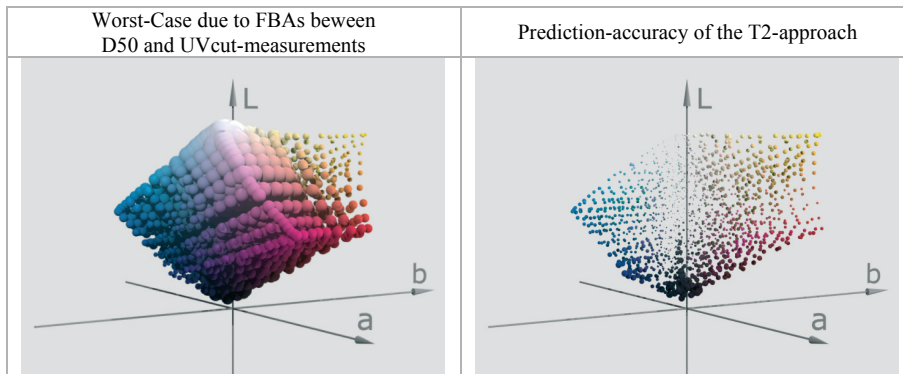 Worst-Case due to FBAs beween
D50 and UVcut-measurements
Prediction-accuracy of the T2-approach
L
b
a
L
b
a